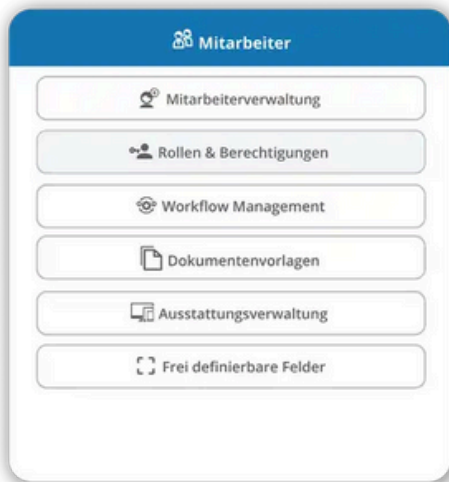 Mitarbeiter
Mitarbeiterverwaltung
Rollen & Berechtigungen
Workflow Management
Dokumentenvorlagen
Ausstattungsverwaltung
Frei definierbare Felder